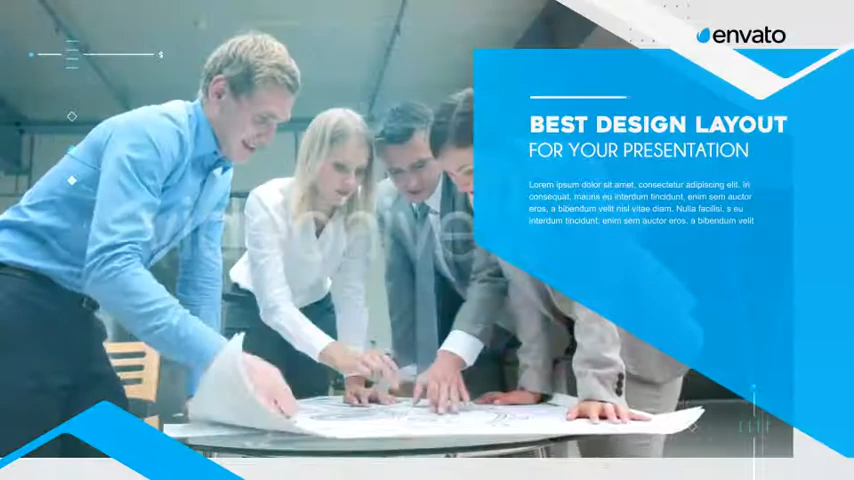 envato
BEST DESIGN LAYOUT
FOR YOUR PRESENTATION
Lorem ipsum dolor sit amet, consectetur adipiscing elit. In
consequat, mauris a interdum tincidunt, enim sem auctor
eros, a bibendum velit nisl vitae diam. Nulla facilisi. s eu
interdum tincidunt, enim sem auctor eros, a bibendum velit